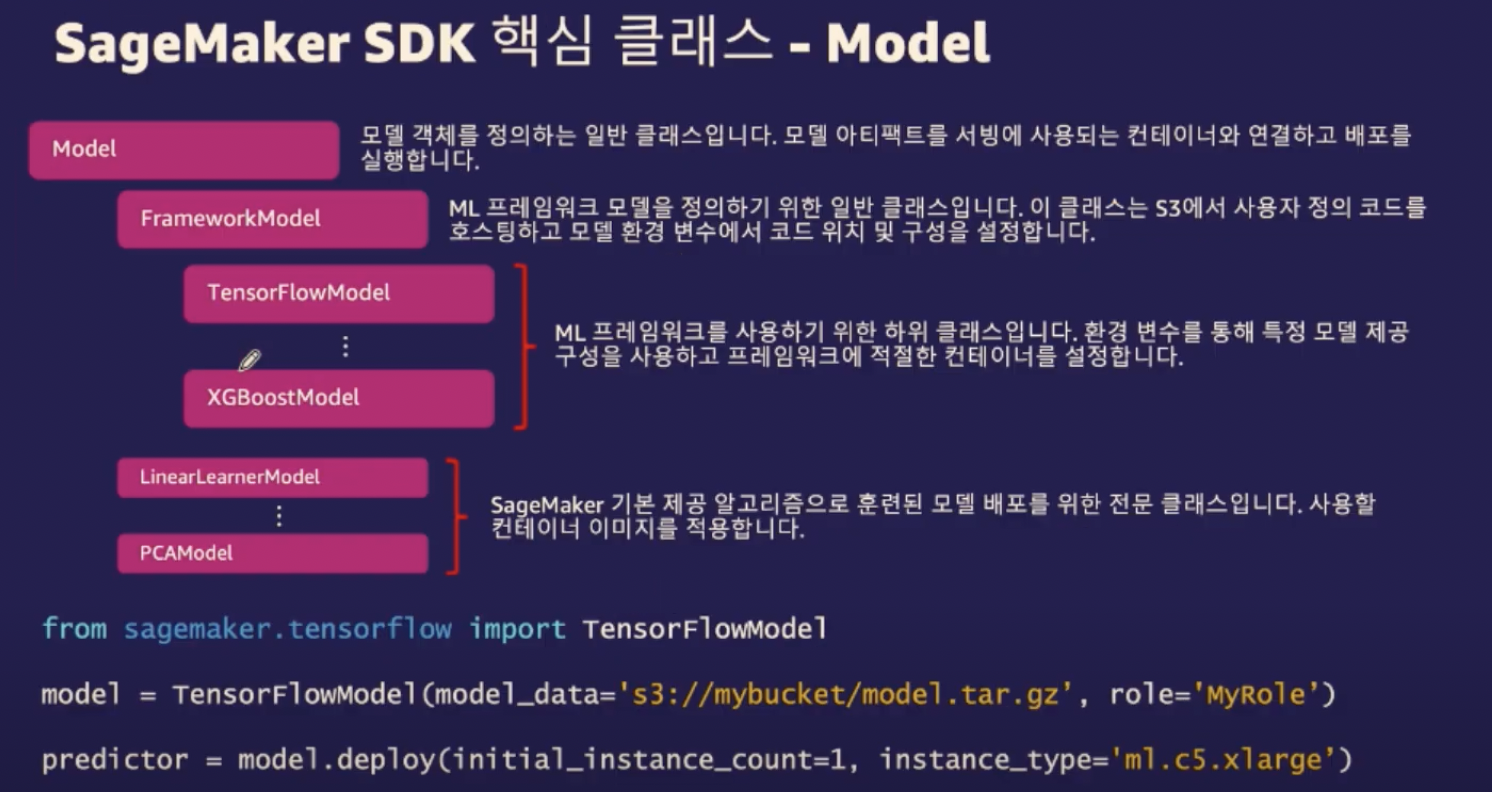 SageMaker SDK 핵심 클래스 - Model
Model
모델 객체를 정의하는 일반 클래스입니다. 모델 아티팩트를 서빙에 사용되는 컨테이너와 연결하고 배포를
실행합니다.
FrameworkModel
ML 프레임워크 모델을 정의하기 위한 일반 클래스입니다. 이 클래스는 S3에서 사용자 정의 코드를
호스팅하고 모델 환경 변수에서 코드 위치 및 구성을 설정합니다.
TensorFlowModel
⋮
XGBoostModel
ML 프레임워크를 사용하기 위한 하위 클래스입니다. 환경 변수를 통해 특정 모델 제공
구성을 사용하고 프레임워크에 적절한 컨테이너를 설정합니다.
LinearLearnerModel
⋮
PCAModel
SageMaker 기본 제공 알고리즘으로 훈련된 모델 배포를 위한 전문 클래스입니다. 사용할
컨테이너 이미지를 적용합니다.
from sagemaker.tensorflow import TensorFlowModel
model = TensorFlowModel(model_data='s3://mybucket/model.tar.gz’, role='MyRole’)
predictor = model.deploy(initial_instance_count=1, instance_type='ml.c5.xlarge’)